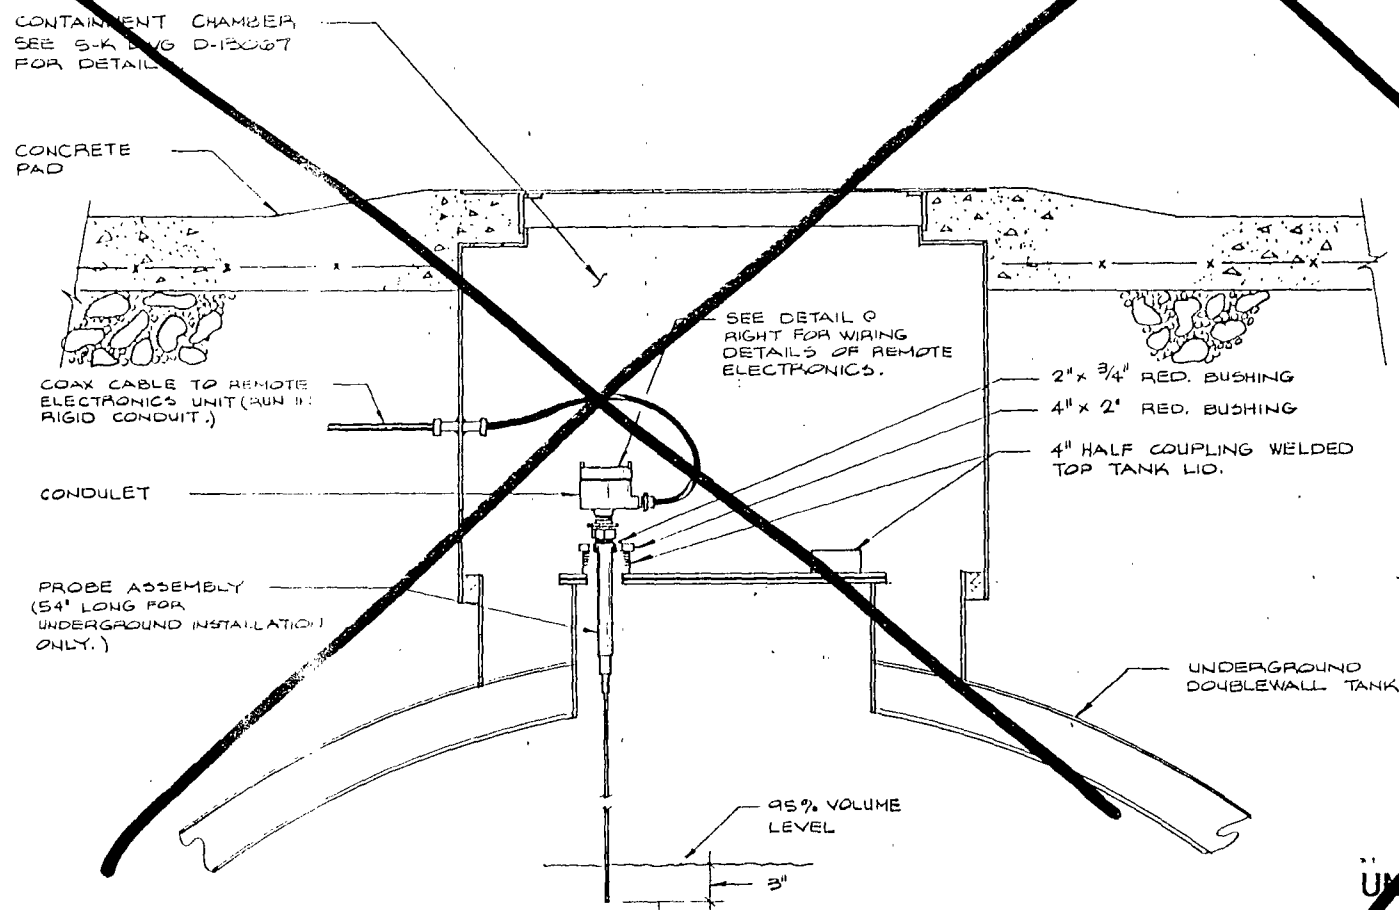 CONTAINMENT CHAMBER
SEE S-K DWG D-13067
FOR DETAIL
CONCRETE
PAD
SEE DETAIL @
RIGHT FOR WIRING
DETAILS OF REMOTE
ELECTRONICS.
2" x 3/4" RED. BUSHING
4" x 2" RED. BUSHING
4" HALF COUPLING WELDED
TOP TANK LID.
COAX CABLE TO REMOTE
ELECTRONICS UNIT (RUN IN
RIGID CONDUIT.)
CONDULET
PROBE ASSEMBLY
(54" LONG FOR
UNDERGROUND INSTALLATION
ONLY.)
UNDERGROUND
DOUBLEWALL TANK
95% VOLUME
LEVEL
3"